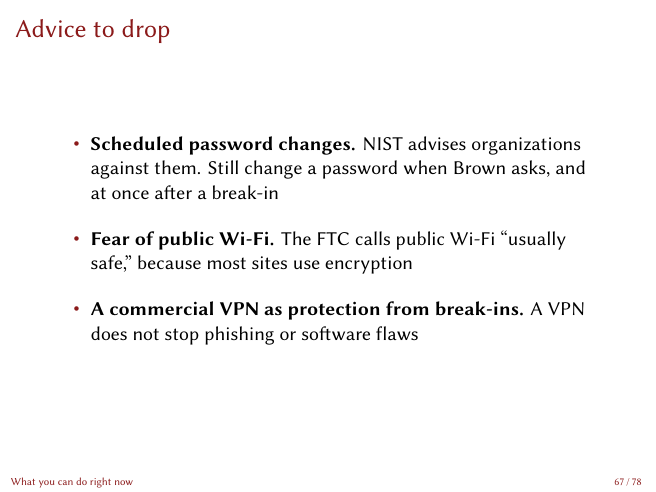 Advice to drop
• Scheduled password changes. NIST advises organizations
against them. Still change a password when Brown asks, and
at once after a break-in
• Fear of public Wi-Fi. The FTC calls public Wi-Fi “usually
safe,” because most sites use encryption
• A commercial VPN as protection from break-ins. A VPN
does not stop phishing or software flaws
What you can do right now
67 / 78